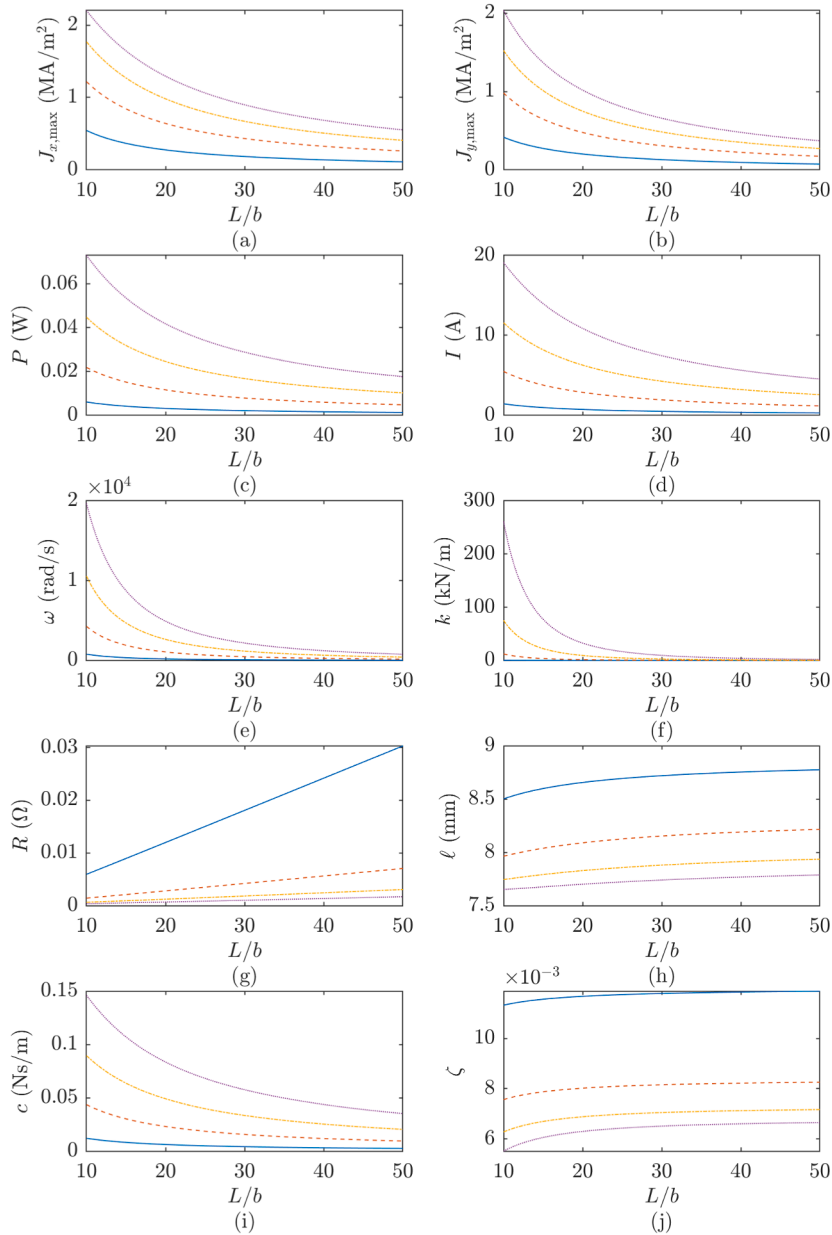 2
1
0
J_{x,max} (MA/m²)
10 20 30 40 50
L/b
(a)
2
1
0
J_{y,max} (MA/m²)
10 20 30 40 50
L/b
(b)
0.06
0.04
0.02
0
P (W)
10 20 30 40 50
L/b
(c)
20
10
0
I (A)
10 20 30 40 50
L/b
(d)
×10⁴
2
1
0
ω (rad/s)
10 20 30 40 50
L/b
(e)
300
200
100
0
k (kN/m)
10 20 30 40 50
L/b
(f)
0.03
0.02
0.01
0
R (Ω)
10 20 30 40 50
L/b
(g)
9
8.5
8
7.5
ℓ (mm)
10 20 30 40 50
L/b
(h)
0.15
0.1
0.05
0
c (Ns/m)
10 20 30 40 50
L/b
(i)
×10⁻³
10
8
6
ζ
10 20 30 40 50
L/b
(j)